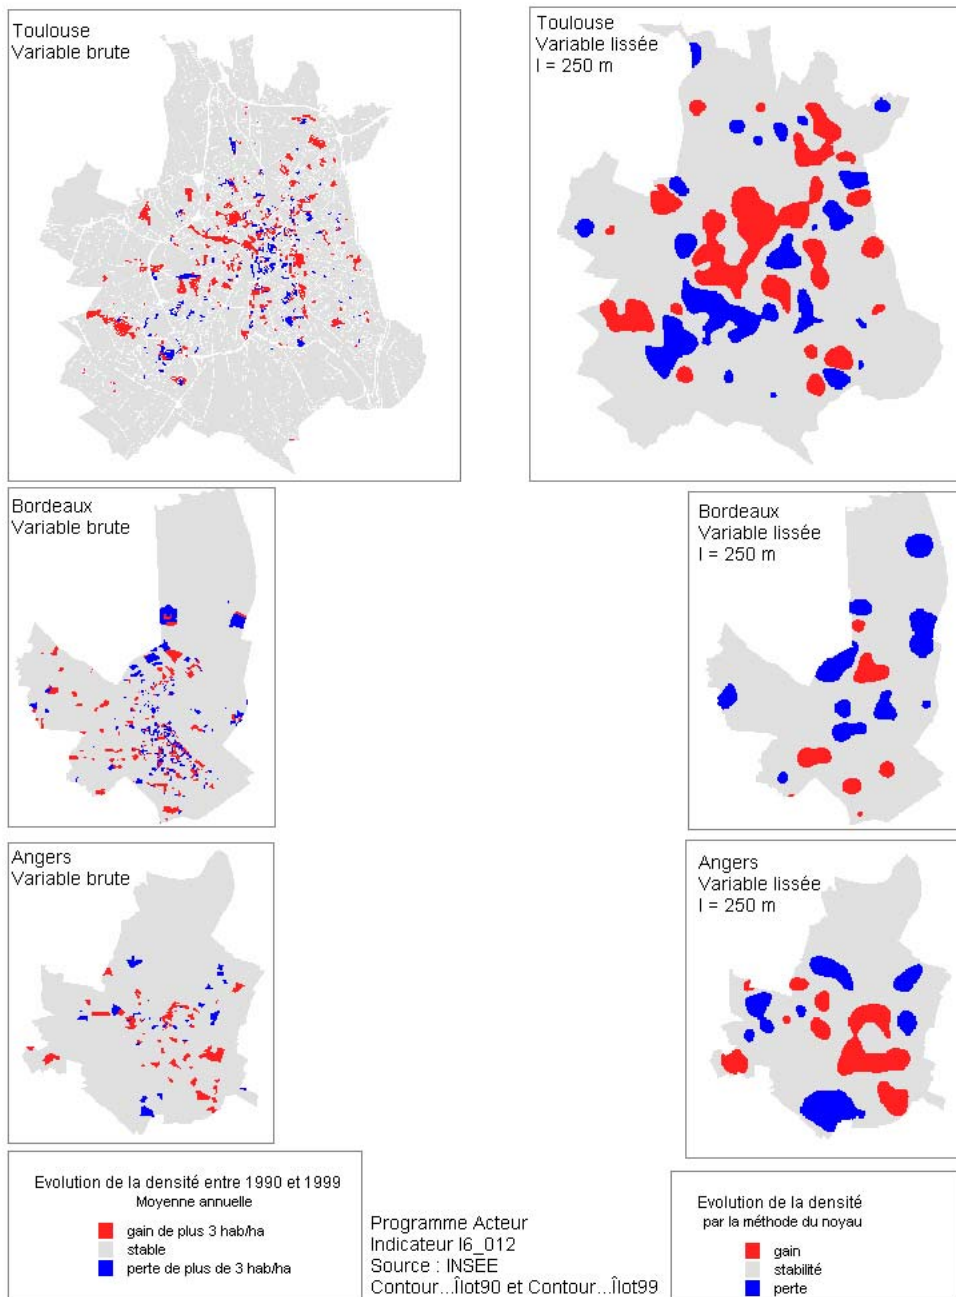 Toulouse
Variable brute
Toulouse
Variable lissée
l = 250 m
Bordeaux
Variable brute
Bordeaux
Variable lissée
l = 250 m
Angers
Variable brute
Angers
Variable lissée
l = 250 m
Evolution de la densité entre 1990 et 1999
Moyenne annuelle
gain de plus 3 hab/ha
stable
perte de plus de 3 hab/ha
Programme Acteur
Indicateur I6_012
Source : INSEE
Contour...Îlot90 et Contour...Îlot99
Evolution de la densité
par la méthode du noyau
gain
stabilité
perte